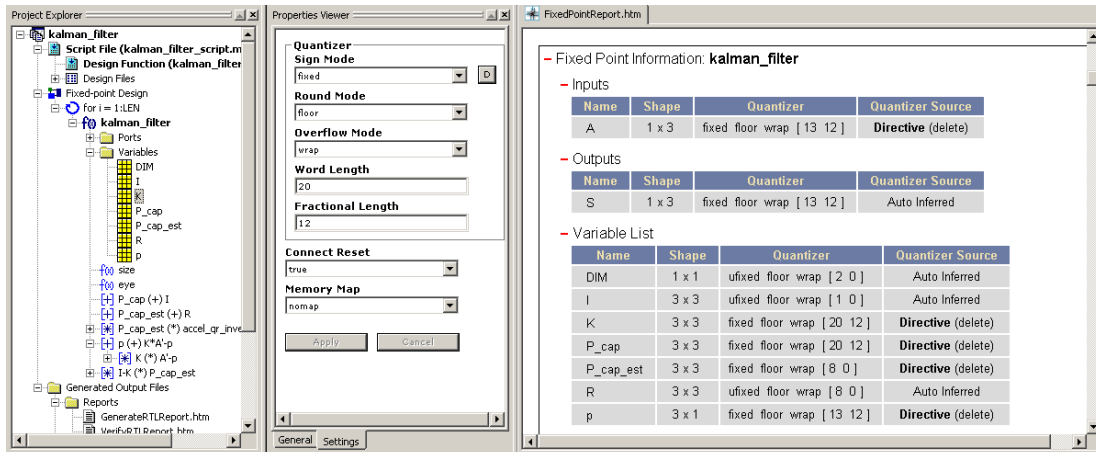 Project Explorer
kalman_filter
Script File (kalman_filter_script.m
Design Function (kalman_filter
Design Files
Fixed-point Design
for i = 1:LEN
f(x) kalman_filter
Ports
Variables
DIM
I
K
P_cap
P_cap_est
R
p
f(x) size
f(x) eye
[+] P_cap (+) I
[+] P_cap_est (+) R
[*] P_cap_est (*) accel_qr_inve
[+] p (+) K*A'-p
[*] K (*) A'-p
[*] I-K (*) P_cap_est
Generated Output Files
Reports
GenerateRTLReport.htm
VerifyRTLReport.htm
Properties Viewer
Quantizer
Sign Mode
fixed
D
Round Mode
floor
Overflow Mode
wrap
Word Length
20
Fractional Length
12
Connect Reset
true
Memory Map
nomap
Apply Cancel
General Settings
FixedPointReport.htm
Fixed Point Information: kalman_filter
Inputs
Name Shape Quantizer Quantizer Source
A 1 x 3 fixed floor wrap [ 13 12 ] Directive (delete)
Outputs
Name Shape Quantizer Quantizer Source
S 1 x 3 fixed floor wrap [ 13 12 ] Auto Inferred
Variable List
Name Shape Quantizer Quantizer Source
DIM 1 x 1 ufixed floor wrap [ 2 0 ] Auto Inferred
I 3 x 3 ufixed floor wrap [ 1 0 ] Auto Inferred
K 3 x 3 fixed floor wrap [ 20 12 ] Directive (delete)
P_cap 3 x 3 fixed floor wrap [ 20 12 ] Directive (delete)
P_cap_est 3 x 3 fixed floor wrap [ 8 0 ] Directive (delete)
R 3 x 3 ufixed floor wrap [ 8 0 ] Auto Inferred
p 3 x 1 fixed floor wrap [ 13 12 ] Directive (delete)